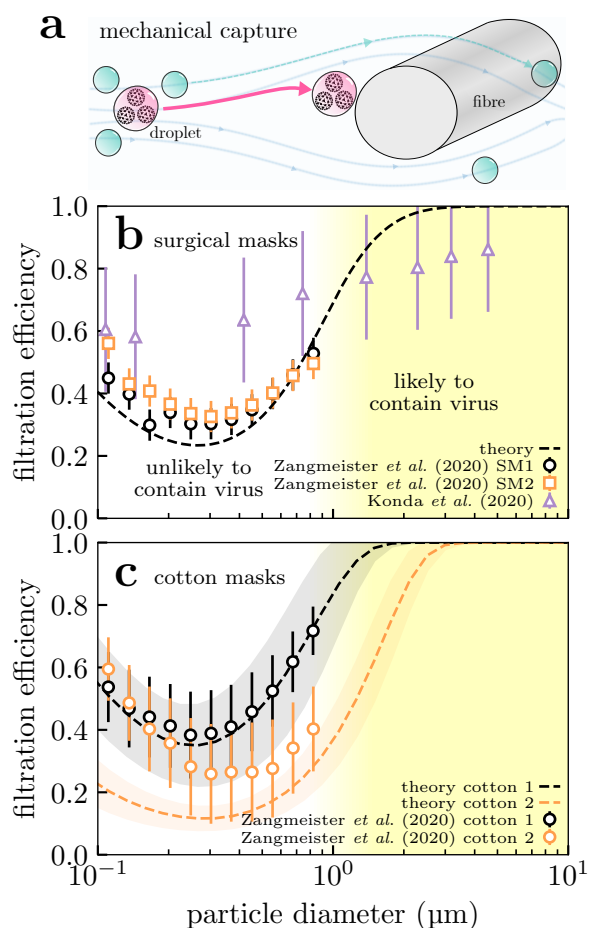 a mechanical capture
droplet
fibre
b surgical masks
filtration efficiency
1.0
0.8
0.6
0.4
0.2
0.0
likely to
contain virus
unlikely to
contain virus
theory
Zangmeister et al. (2020) SM1
Zangmeister et al. (2020) SM2
Konda et al. (2020)
c cotton masks
filtration efficiency
1.0
0.8
0.6
0.4
0.2
0.0
theory cotton 1
theory cotton 2
Zangmeister et al. (2020) cotton 1
Zangmeister et al. (2020) cotton 2
10⁻¹ 10⁰ 10¹
particle diameter (µm)